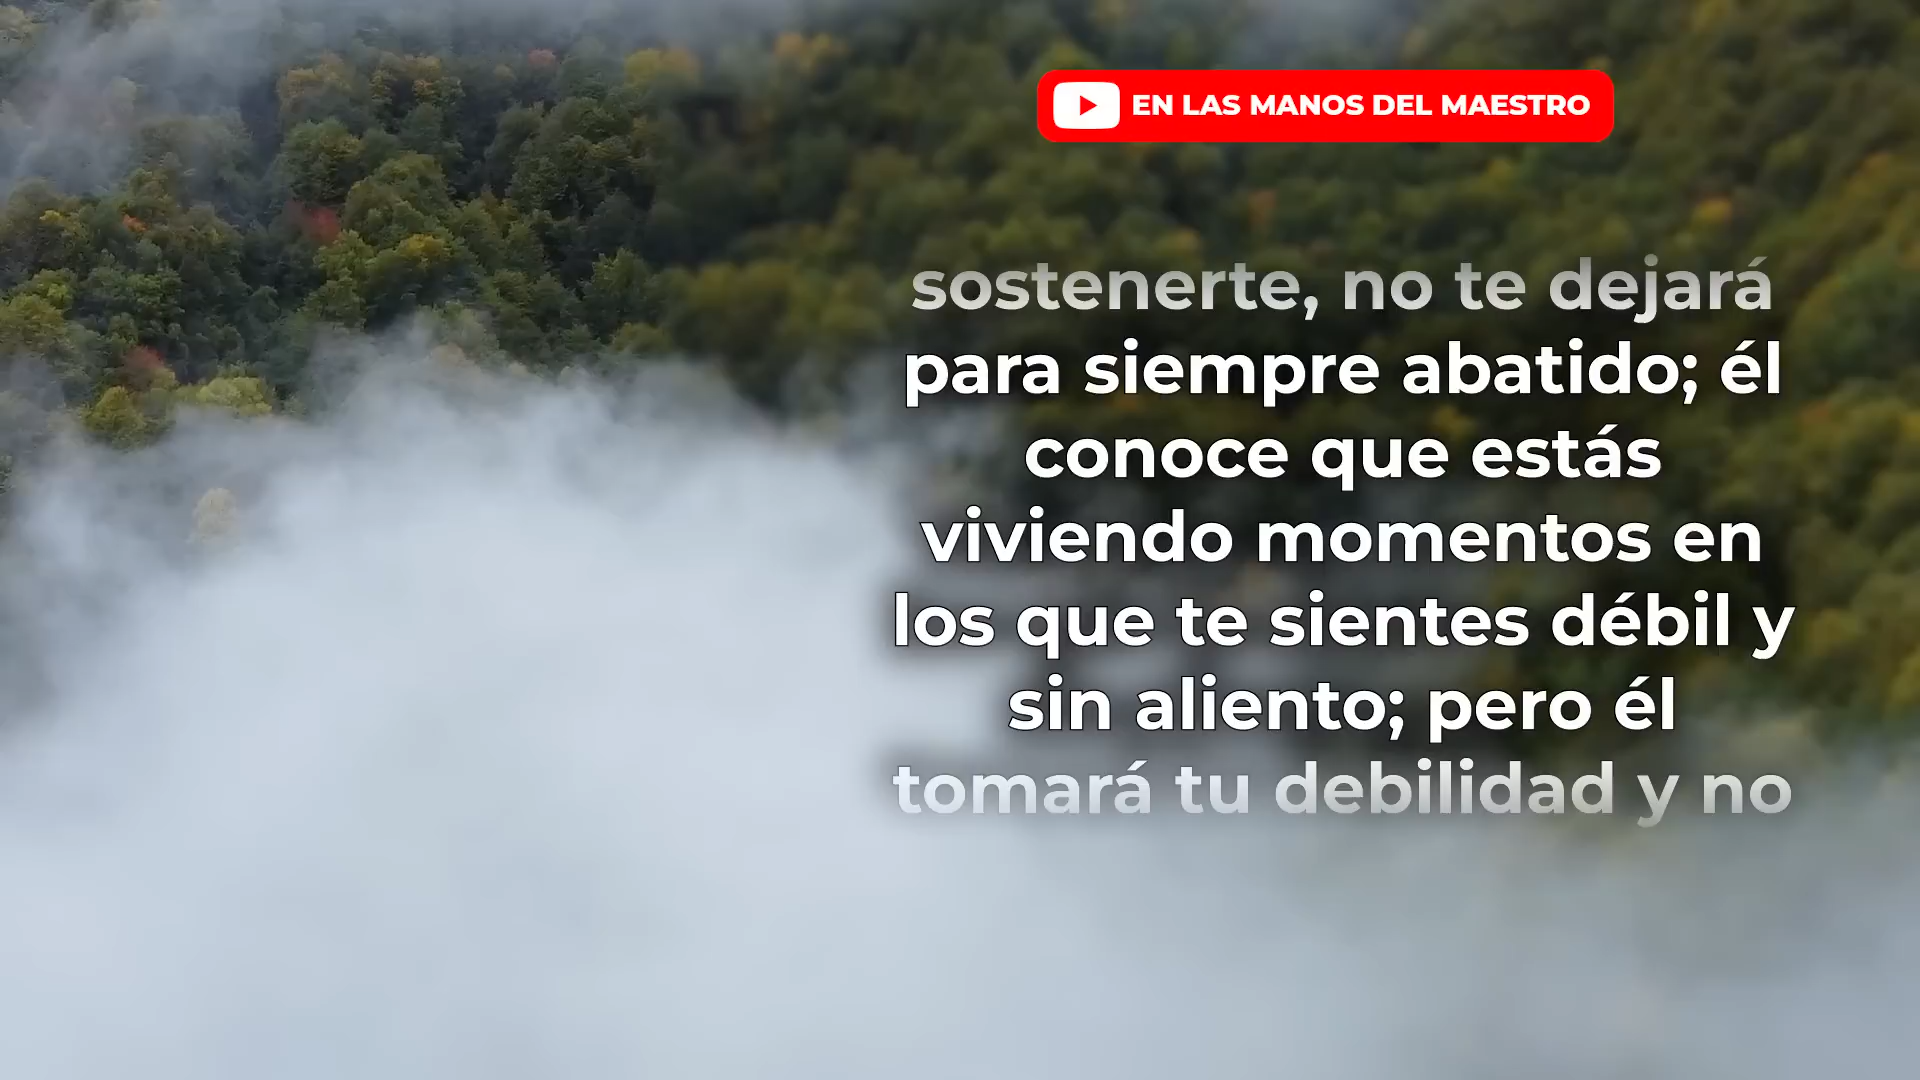 EN LAS MANOS DEL MAESTRO
sostenerte, no te dejará
para siempre abatido; él
conoce que estás
viviendo momentos en
los que te sientes débil y
sin aliento; pero él
tomará tu debilidad y no